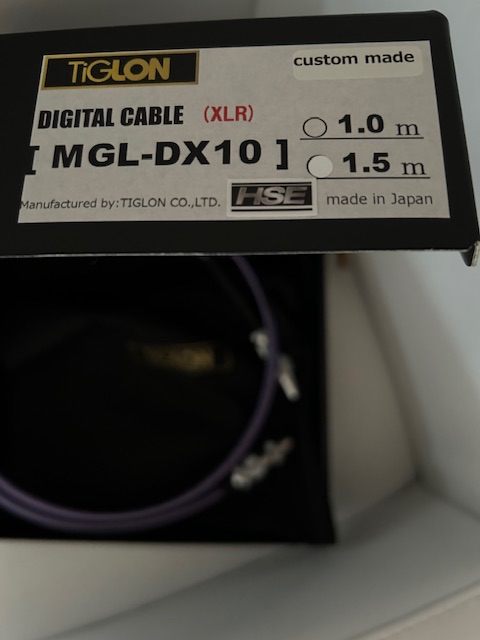 TiGLON
custom made
DIGITAL CABLE (XLR)
1.0 m
[ MGL-DX10 ]
1.5 m
Manufactured by:TIGLON CO.,LTD.
HSE
made in Japan
TIGLON